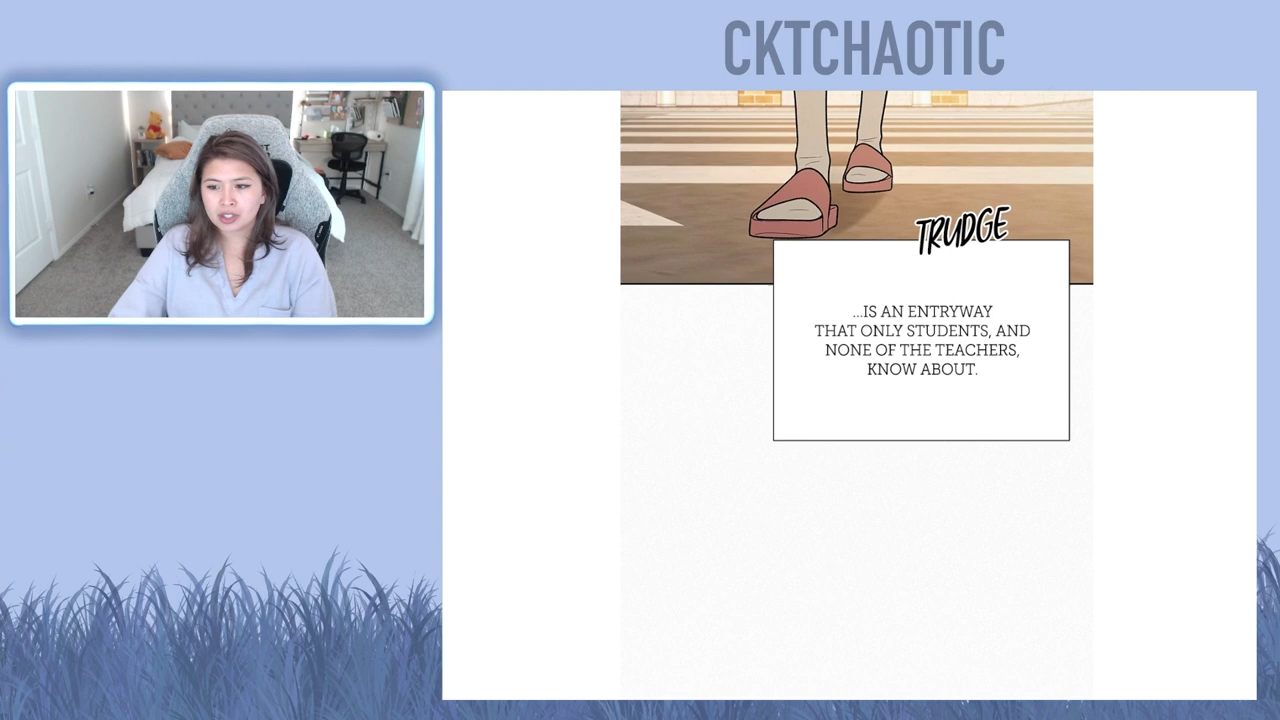 CKTCHAOTIC
TRUDGE
...IS AN ENTRYWAY
THAT ONLY STUDENTS, AND
NONE OF THE TEACHERS,
KNOW ABOUT.